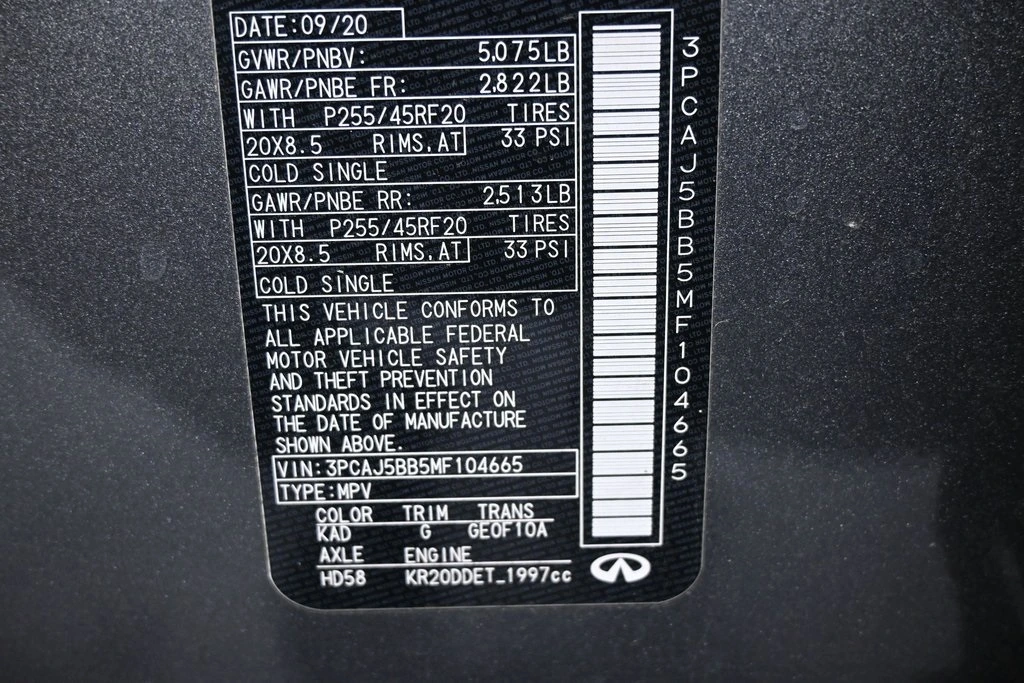 DATE:09/20
GVWR/PNBV: 5,075LB
GAWR/PNBE FR: 2,822LB
WITH P255/45RF20 TIRES
20X8.5 RIMS.AT 33 PSI
COLD SINGLE
GAWR/PNBE RR: 2,513LB
WITH P255/45RF20 TIRES
20X8.5 RIMS.AT 33 PSI
COLD SINGLE
THIS VEHICLE CONFORMS TO
ALL APPLICABLE FEDERAL
MOTOR VEHICLE SAFETY
AND THEFT PREVENTION
STANDARDS IN EFFECT ON
THE DATE OF MANUFACTURE
SHOWN ABOVE.
VIN:3PCAJ5BB5MF104665
TYPE:MPV
COLOR TRIM TRANS
KAD G GEOF10A
AXLE ENGINE
HD58 KR20DDET_1997cc
3PCAJ5BB5MF104665